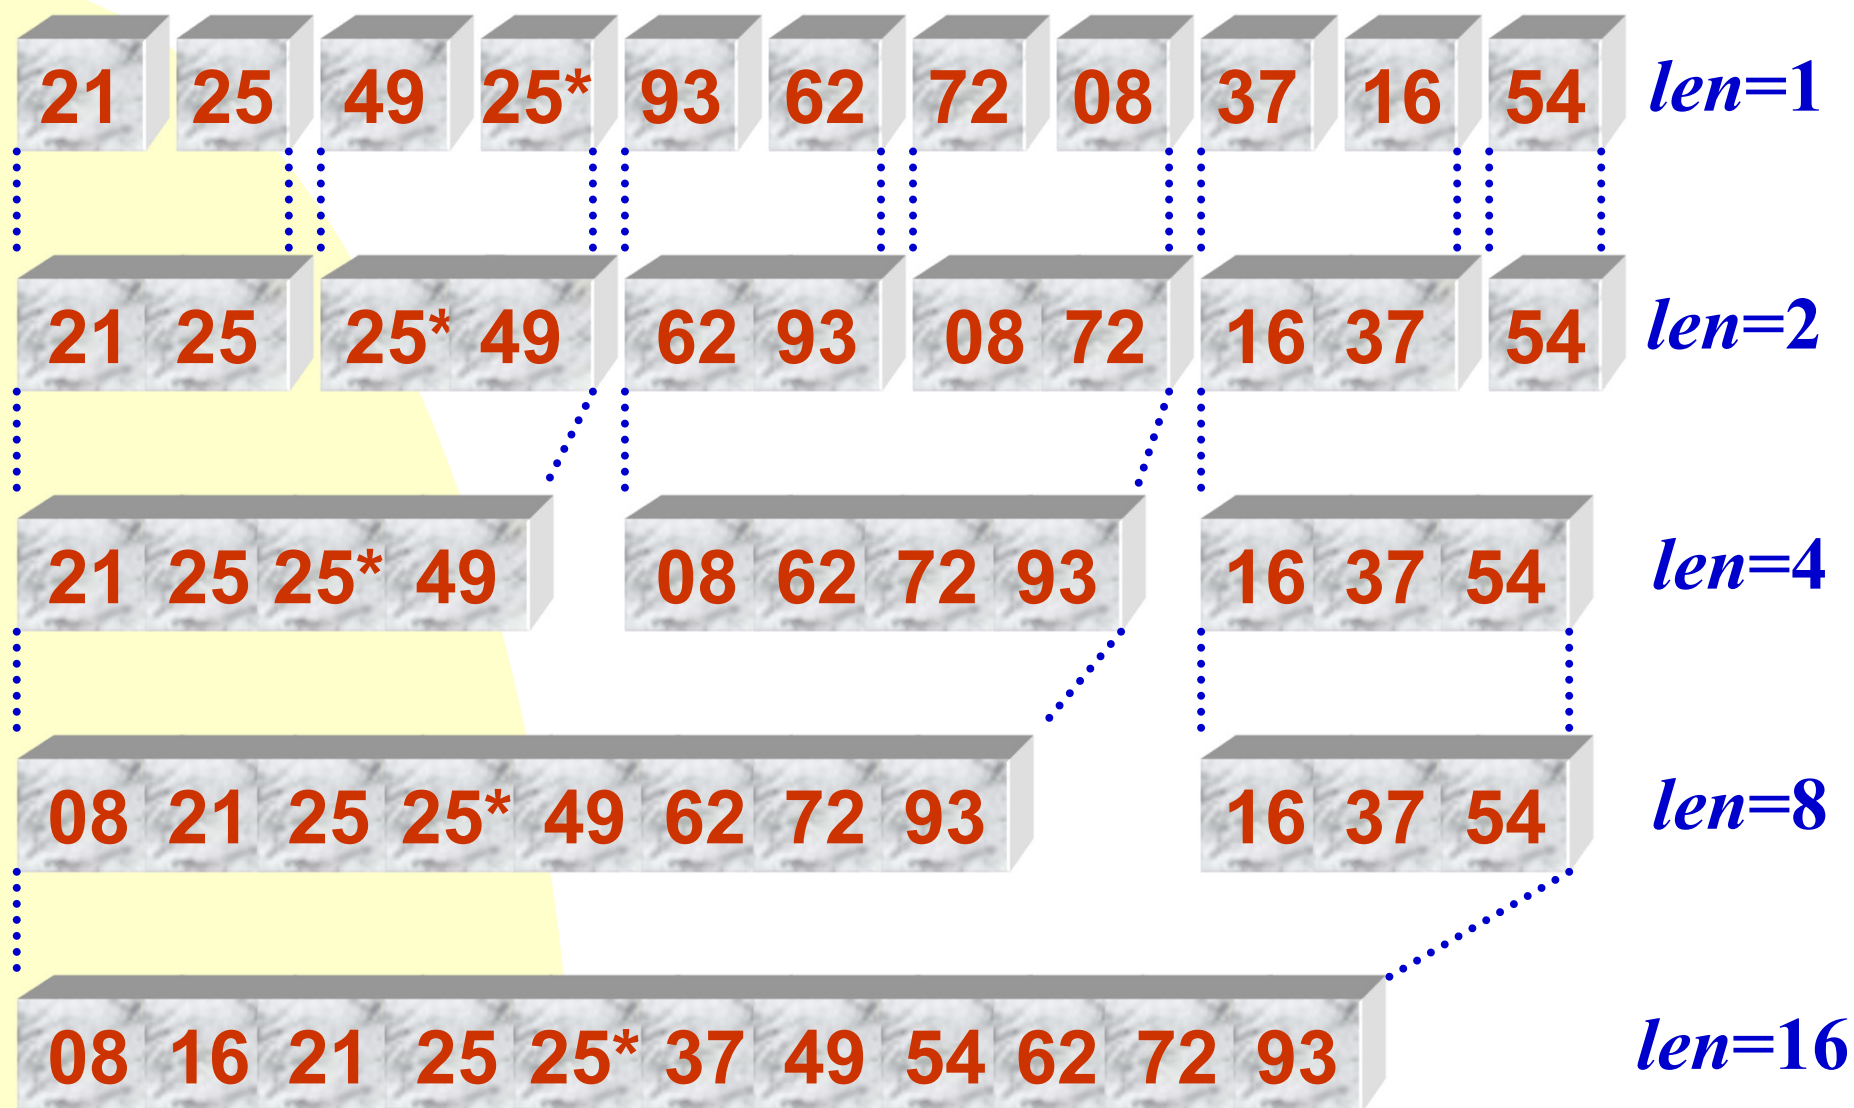 21 25 49 25* 93 62 72 08 37 16 54 len=1
21 25 25* 49 62 93 08 72 16 37 54 len=2
21 25 25* 49 08 62 72 93 16 37 54 len=4
08 21 25 25* 49 62 72 93 16 37 54 len=8
08 16 21 25 25* 37 49 54 62 72 93 len=16